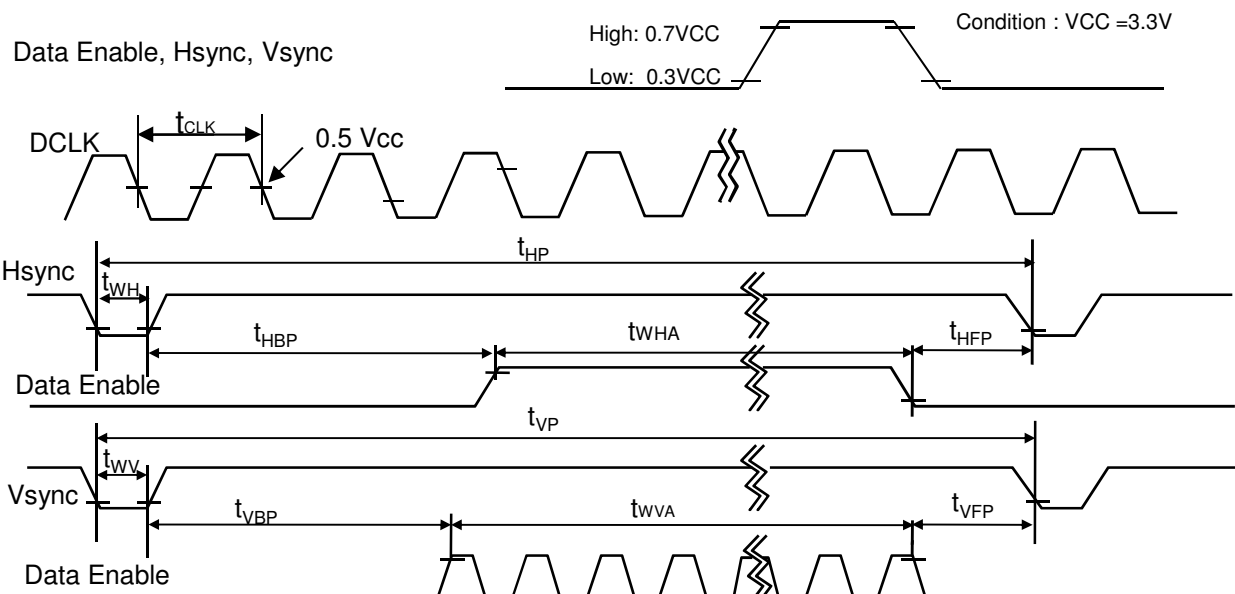 High: 0.7VCC
Condition : VCC =3.3V
Data Enable, Hsync, Vsync
Low: 0.3VCC
tCLK
0.5 Vcc
DCLK
tHP
Hsync
tWH
tHBP
tWHA
tHFP
Data Enable
tVP
tWV
Vsync
tVBP
tWVA
tVFP
Data Enable